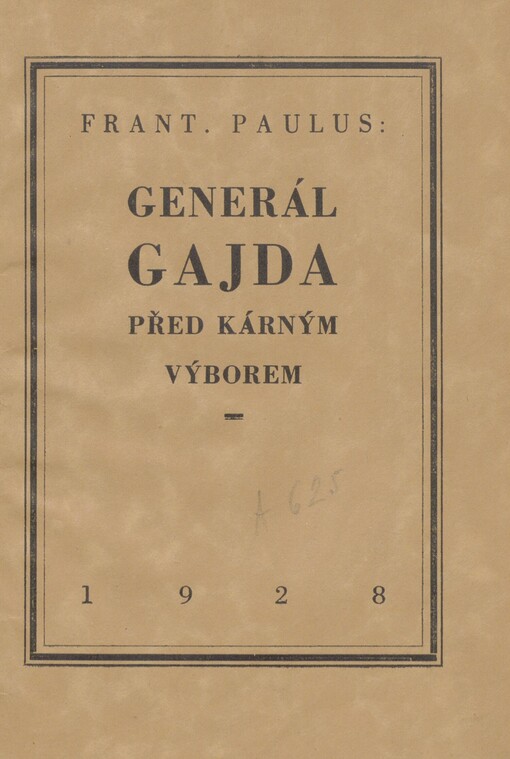 FRANT. PAULUS:
GENERÁL
GAJDA
PŘED KÁRNÝM
VÝBOREM
A 625
1 9 2 8